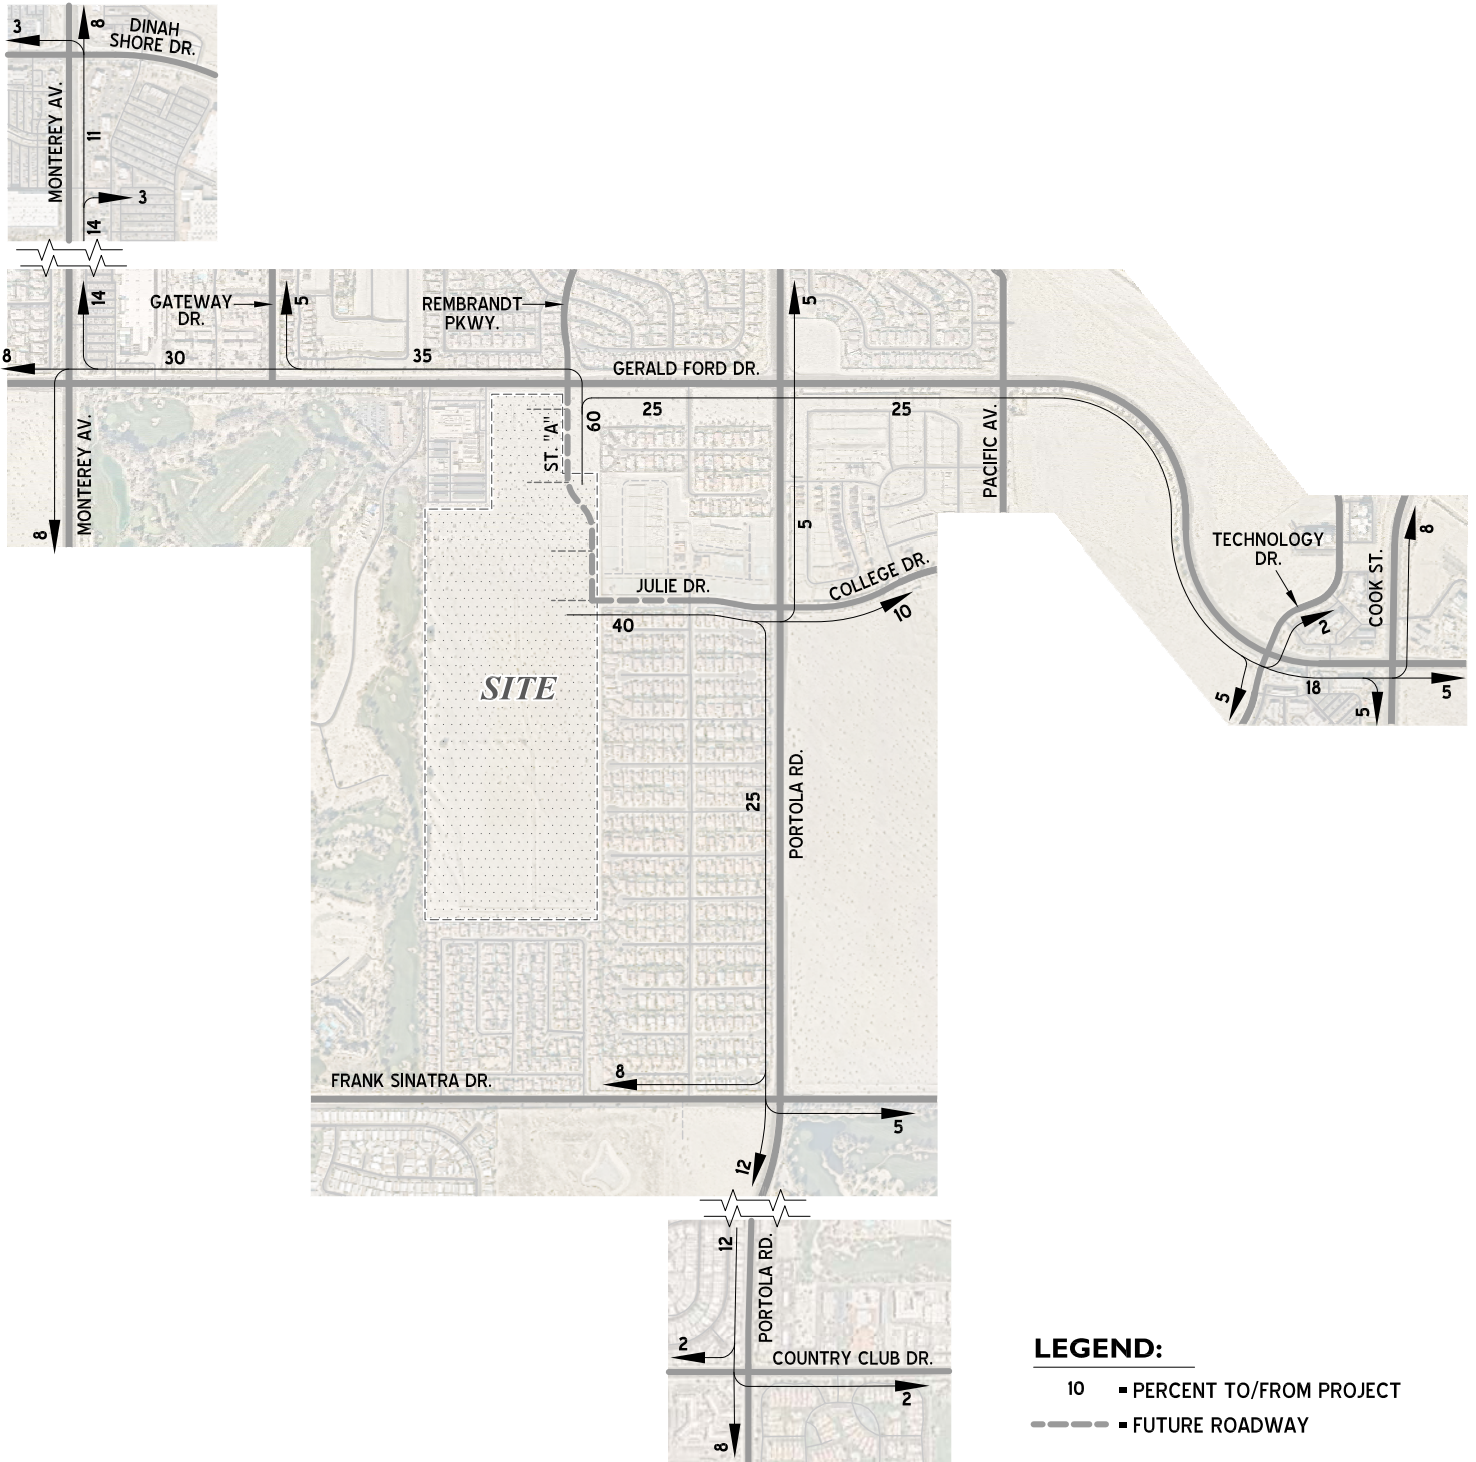 3
8
DINAH
SHORE DR.
MONTEREY AV.
11
3
14
14
GATEWAY
DR.
5
REMBRANDT
PKWY.
5
8
30
35
GERALD FORD DR.
25
25
60
ST. "A"
MONTEREY AV.
PACIFIC AV.
8
5
TECHNOLOGY
DR.
COOK ST.
8
JULIE DR.
COLLEGE DR.
40
10
2
SITE
5
18
5
5
25
PORTOLA RD.
8
FRANK SINATRA DR.
5
12
12
PORTOLA RD.
2
COUNTRY CLUB DR.
2
8
LEGEND:
10 = PERCENT TO/FROM PROJECT
= FUTURE ROADWAY